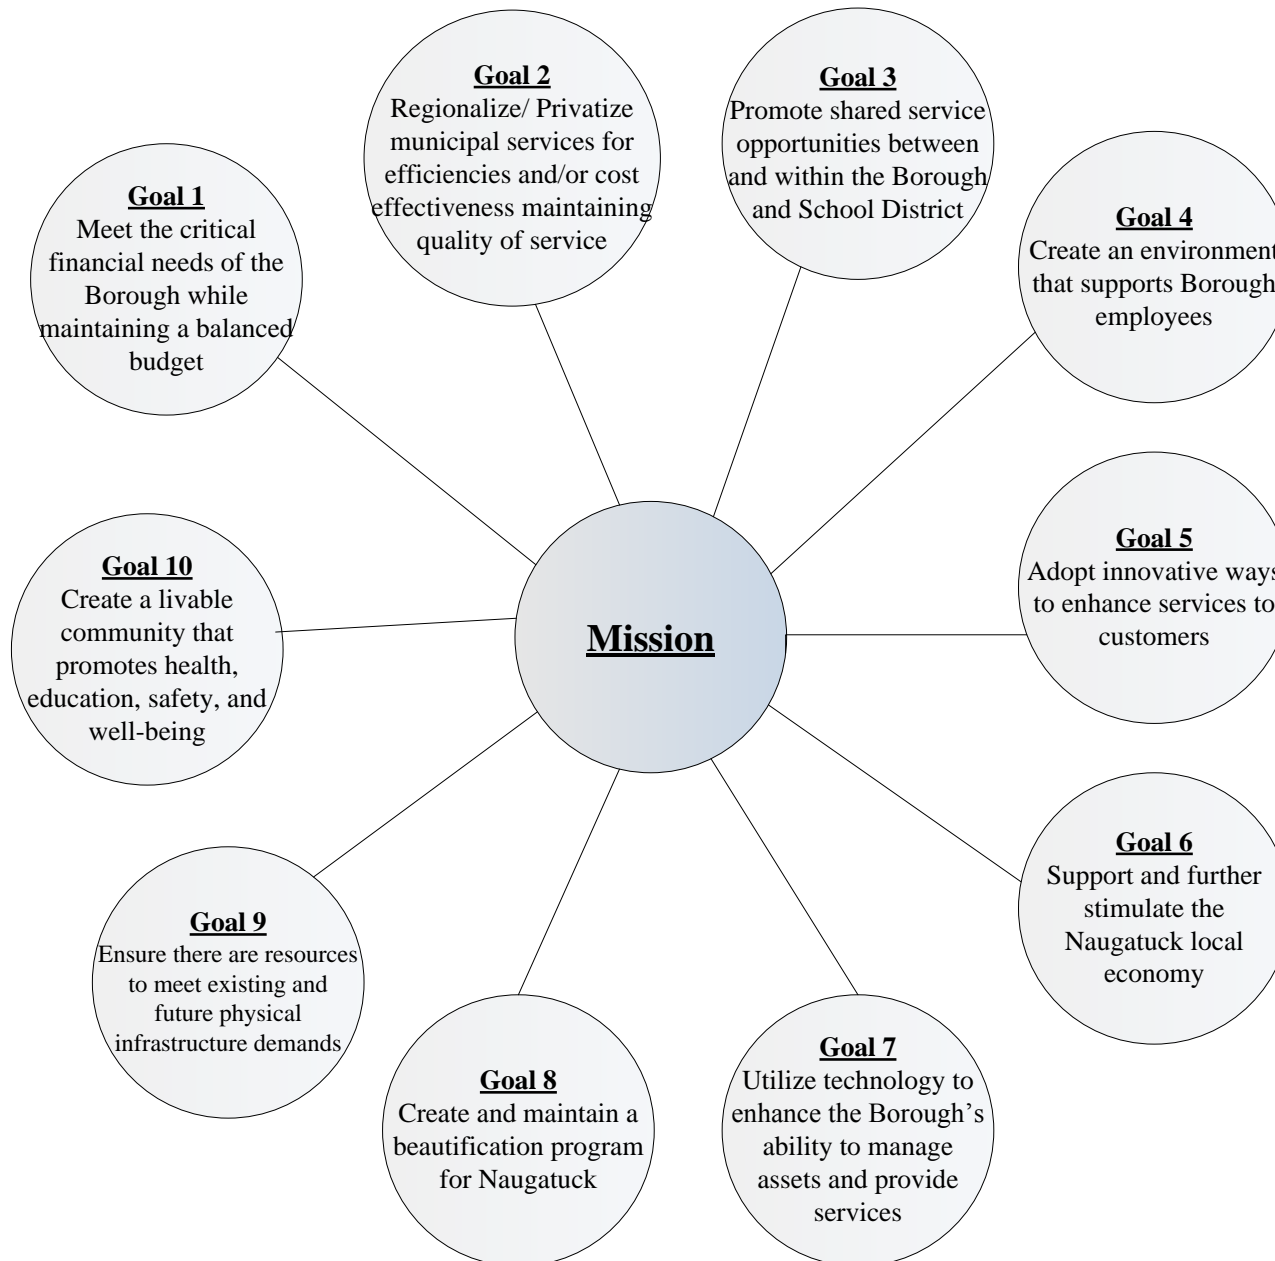 Goal 1
Meet the critical
financial needs of the
Borough while
maintaining a balanced
budget
Goal 2
Regionalize/ Privatize
municipal services for
efficiencies and/or cost
effectiveness maintaining
quality of service
Goal 3
Promote shared service
opportunities between
and within the Borough
and School District
Goal 4
Create an environment
that supports Borough
employees
Goal 5
Adopt innovative ways
to enhance services to
customers
Goal 6
Support and further
stimulate the
Naugatuck local
economy
Goal 7
Utilize technology to
enhance the Borough’s
ability to manage
assets and provide
services
Goal 8
Create and maintain a
beautification program
for Naugatuck
Goal 9
Ensure there are resources
to meet existing and
future physical
infrastructure demands
Goal 10
Create a livable
community that
promotes health,
education, safety, and
well-being
Mission